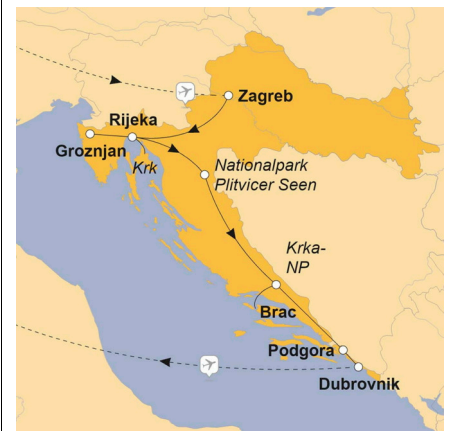 Zagreb
Rijeka
Groznjan
Krk
Nationalpark
Plitvicer Seen
Krka-
NP
Brac
Podgora
Dubrovnik